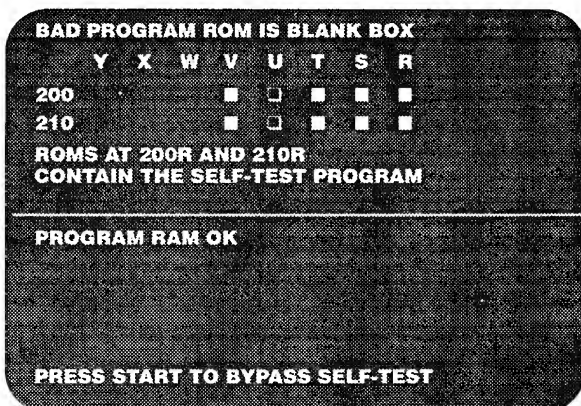 BAD PROGRAM ROM IS BLANK BOX
Y X W V U T S R
200 ■ □ ■ ■ ■
210 ■ □ ■ ■ ■
ROMS AT 200R AND 210R
CONTAIN THE SELF-TEST PROGRAM
PROGRAM RAM OK
PRESS START TO BYPASS SELF-TEST